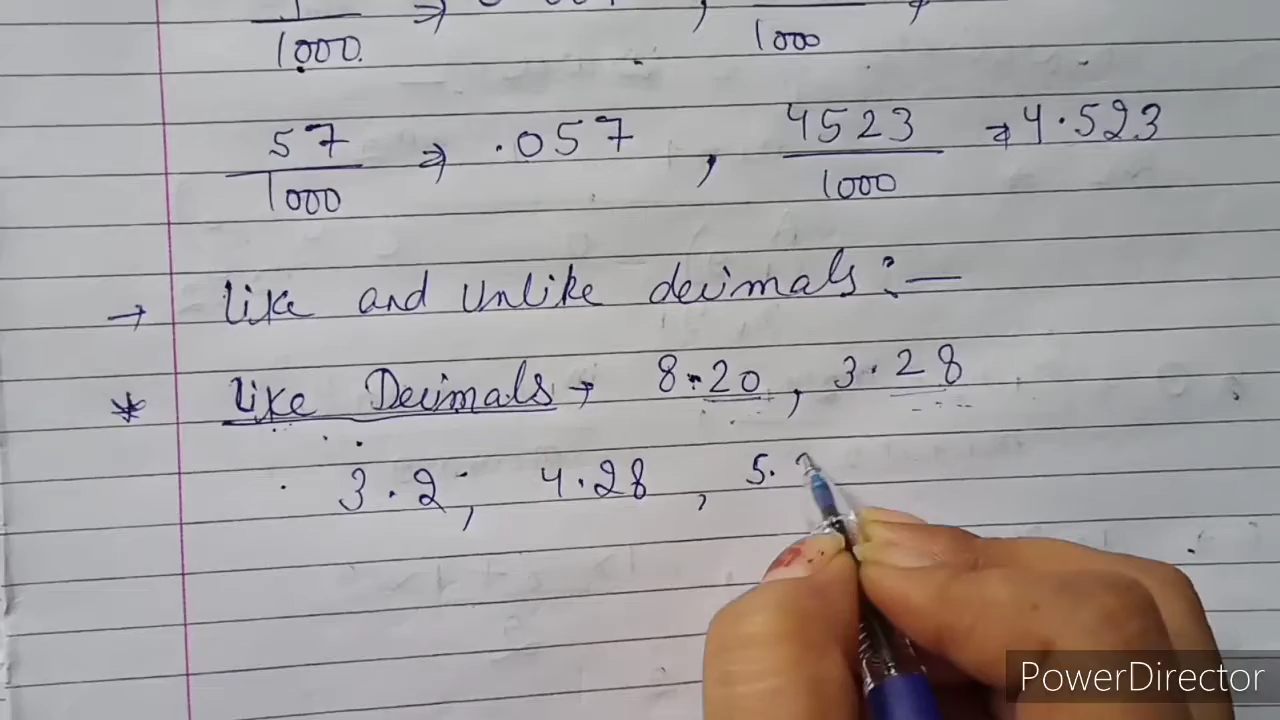 1000 1000
57/1000 ⇒ .057 , 4523/1000 ⇒ 4.523
→ Like and Unlike decimals :—
* Like Decimals → 8.20 , 3.28
3.2 , 4.28 , 5.
PowerDirector